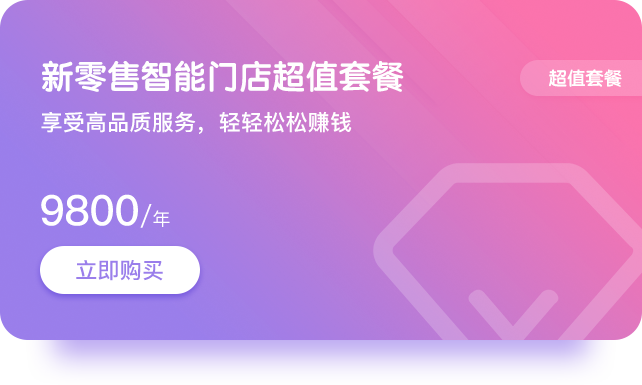 新零售智能门店超值套餐
超值套餐
享受高品质服务，轻轻松松赚钱
9800/年
立即购买